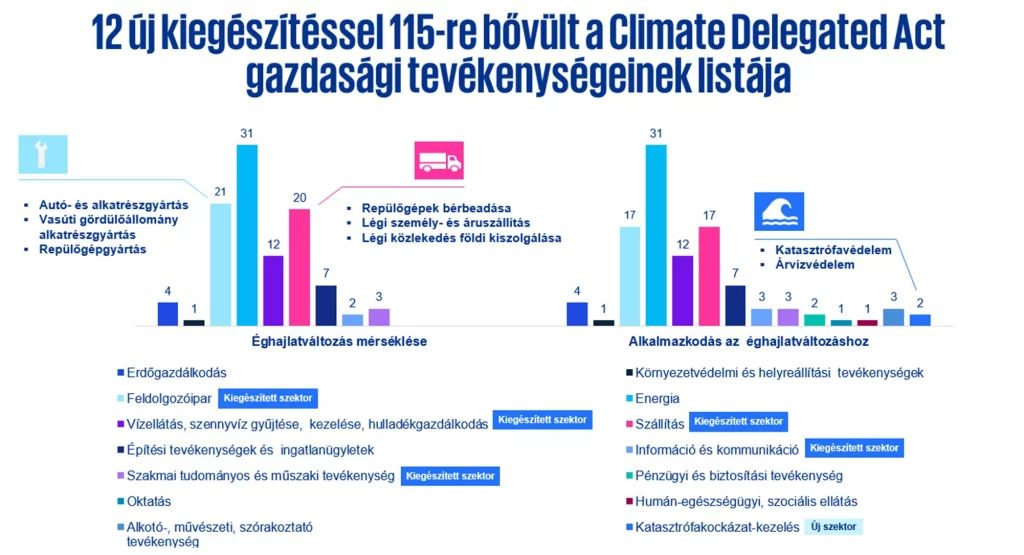 12 új kiegészítéssel 115-re bővült a Climate Delegated Act
gazdasági tevékenységeinek listája
Autó- és alkatrészgyártás
Vasúti gördülőállomány
alkatrészgyártás
Repülőgépgyártás
4
1
21
31
12
20
7
2
3
Repülőgépek bérbeadása
Légi személy- és áruszállítás
Légi közlekedés földi kiszolgálása
4
1
17
31
12
17
7
3
3
2
1
1
3
2
Katasztrófavédelem
Árvízvédelem
Éghajlatváltozás mérséklése
Alkalmazkodás az éghajlatváltozáshoz
Erdőgazdálkodás
Környezetvédelmi és helyreállítási tevékenységek
Feldolgozóipar Kiegészített szektor
Energia
Vízellátás, szennyvíz gyűjtése, kezelése, hulladékgazdálkodás Kiegészített szektor
Szállítás Kiegészített szektor
Építési tevékenységek és ingatlanügyletek
Információ és kommunikáció Kiegészített szektor
Szakmai tudományos és műszaki tevékenység Kiegészített szektor
Pénzügyi és biztosítási tevékenység
Oktatás
Humán-egészségügyi, szociális ellátás
Alkotó-, művészeti, szórakoztató
tevékenység
Katasztrófakockázat-kezelés Új szektor